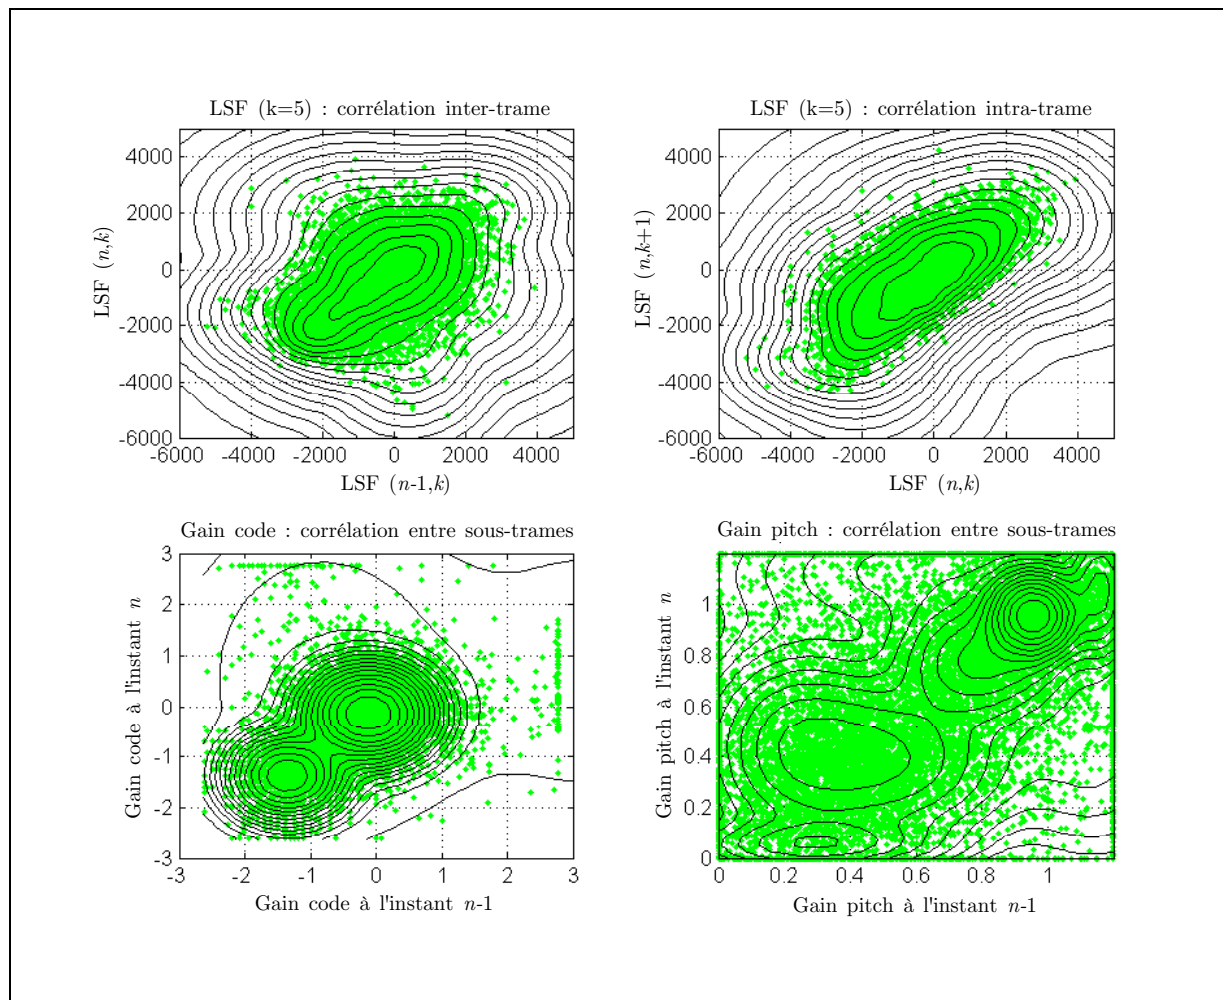 LSF (k=5) : corrélation inter-trame
4000
2000
0
-2000
-4000
-6000
LSF (n,k)
-6000 -4000 -2000 0 2000 4000
LSF (n-1,k)
LSF (k=5) : corrélation intra-trame
4000
2000
0
-2000
-4000
-6000
LSF (n,k+1)
-6000 -4000 -2000 0 2000 4000
LSF (n,k)
Gain code : corrélation entre sous-trames
3
2
1
0
-1
-2
-3
Gain code à l'instant n
-3 -2 -1 0 1 2 3
Gain code à l'instant n-1
Gain pitch : corrélation entre sous-trames
1
0.8
0.6
0.4
0.2
0
Gain pitch à l'instant n
0 0.2 0.4 0.6 0.8 1
Gain pitch à l'instant n-1